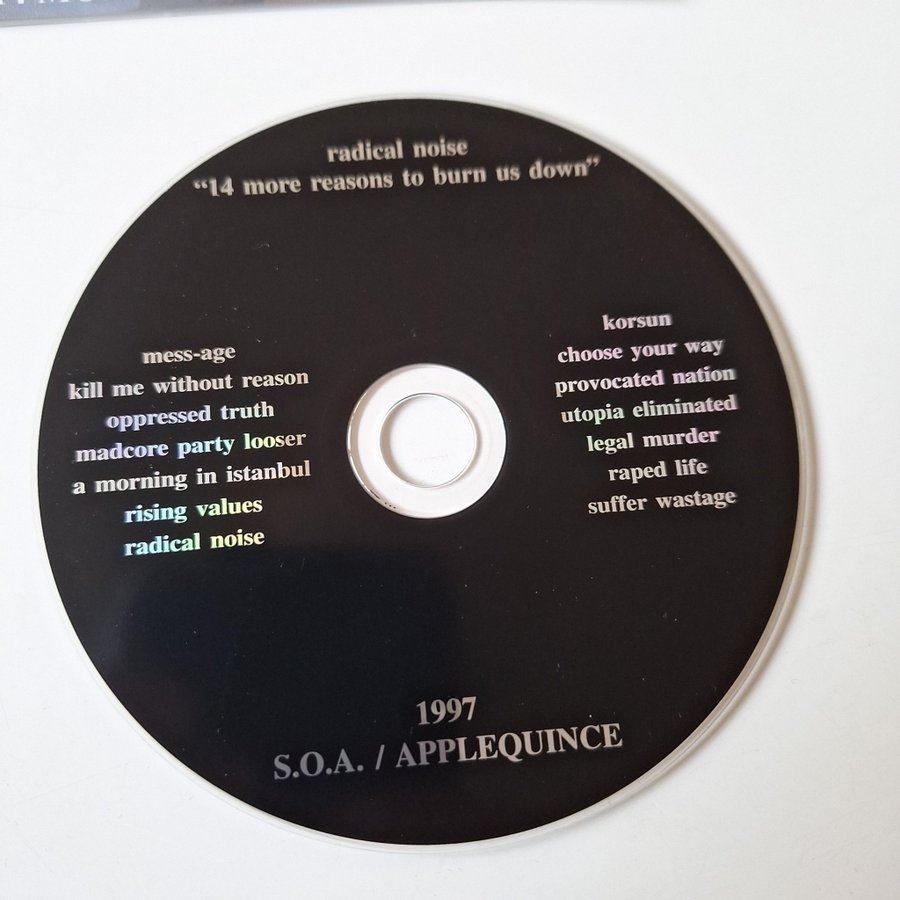 radical noise
“14 more reasons to burn us down”
mess-age
kill me without reason
oppressed truth
madcore party looser
a morning in istanbul
rising values
radical noise
korsun
choose your way
provocated nation
utopia eliminated
legal murder
raped life
suffer wastage
1997
S.O.A. / APPLEQUINCE